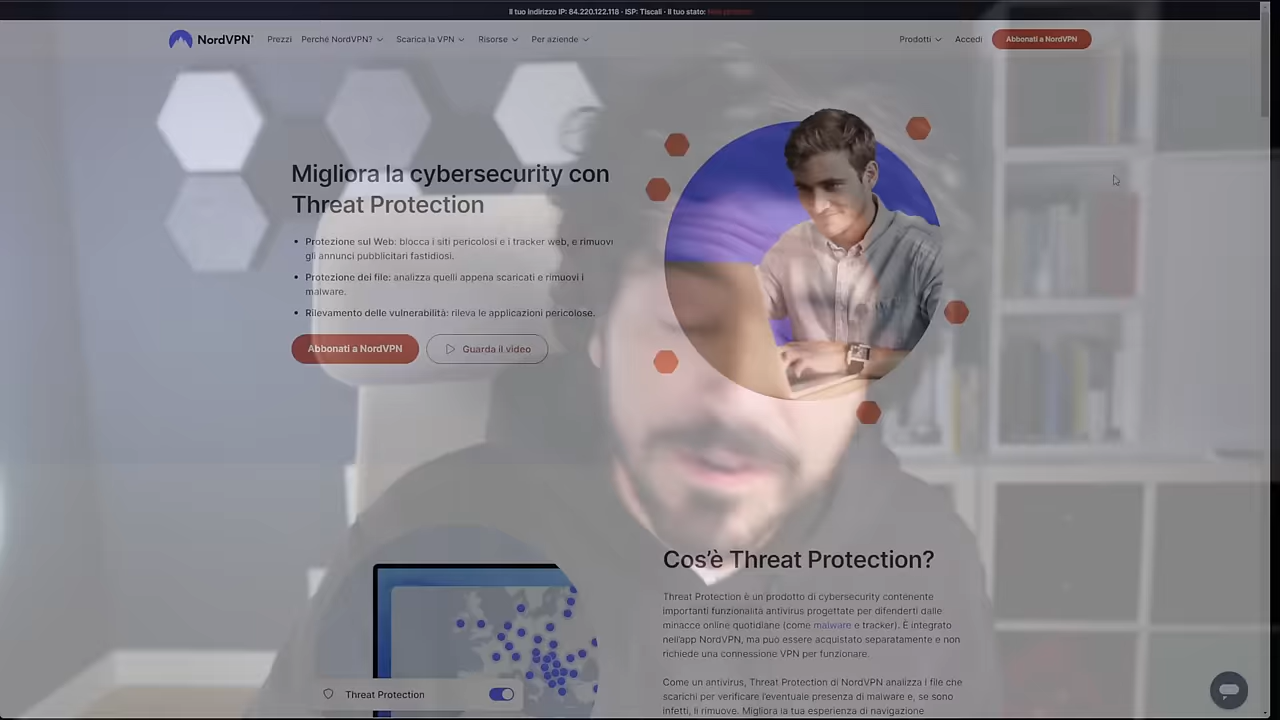 Il tuo indirizzo IP: 84.220.122.118 · ISP: Tiscali · Il tuo stato:
NordVPN®
Prezzi
Perché NordVPN?
Scarica la VPN
Risorse
Per aziende
Prodotti
Accedi
Abbonati a NordVPN
Migliora la cybersecurity con
Threat Protection
• Protezione sul Web: blocca i siti pericolosi e i tracker web, e rimuovi
gli annunci pubblicitari fastidiosi.
• Protezione dei file: analizza quelli appena scaricati e rimuovi i
malware.
• Rilevamento delle vulnerabilità: rileva le applicazioni pericolose.
Abbonati a NordVPN
Guarda il video
Cos'è Threat Protection?
Threat Protection è un prodotto di cybersecurity contenente
importanti funzionalità antivirus progettate per difenderti dalle
minacce online quotidiane (come malware e tracker). È integrato
nell'app NordVPN, ma può essere acquistato separatamente e non
richiede una connessione VPN per funzionare.
Come un antivirus, Threat Protection di NordVPN analizza i file che
scarichi per verificare l'eventuale presenza di malware e, se sono
infetti, li rimuove. Migliora la tua esperienza di navigazione
Threat Protection